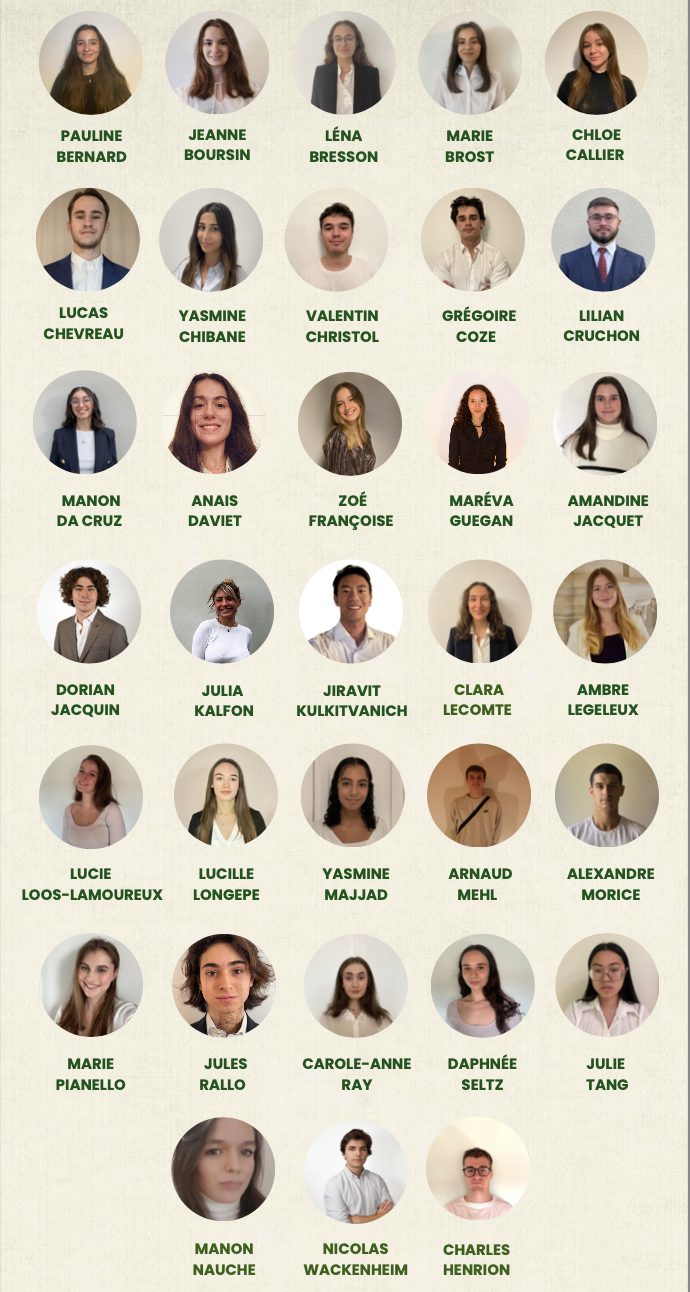 PAULINE
BERNARD
JEANNE
BOURSIN
LÉNA
BRESSON
MARIE
BROST
CHLOE
CALLIER
LUCAS
CHEVREAU
YASMINE
CHIBANE
VALENTIN
CHRISTOL
GRÉGOIRE
COZE
LILIAN
CRUCHON
MANON
DA CRUZ
ANAIS
DAVIET
ZOÉ
FRANÇOISE
MARÉVA
GUEGAN
AMANDINE
JACQUET
DORIAN
JACQUIN
JULIA
KALFON
JIRAVIT
KULKITVANICH
CLARA
LECOMTE
AMBRE
LEGELEUX
LUCIE
LOOS-LAMOUREUX
LUCILLE
LONGEPE
YASMINE
MAJJAD
ARNAUD
MEHL
ALEXANDRE
MORICE
MARIE
PIANELLO
JULES
RALLO
CAROLE-ANNE
RAY
DAPHNÉE
SELTZ
JULIE
TANG
MANON
NAUCHE
NICOLAS
WACKENHEIM
CHARLES
HENRION